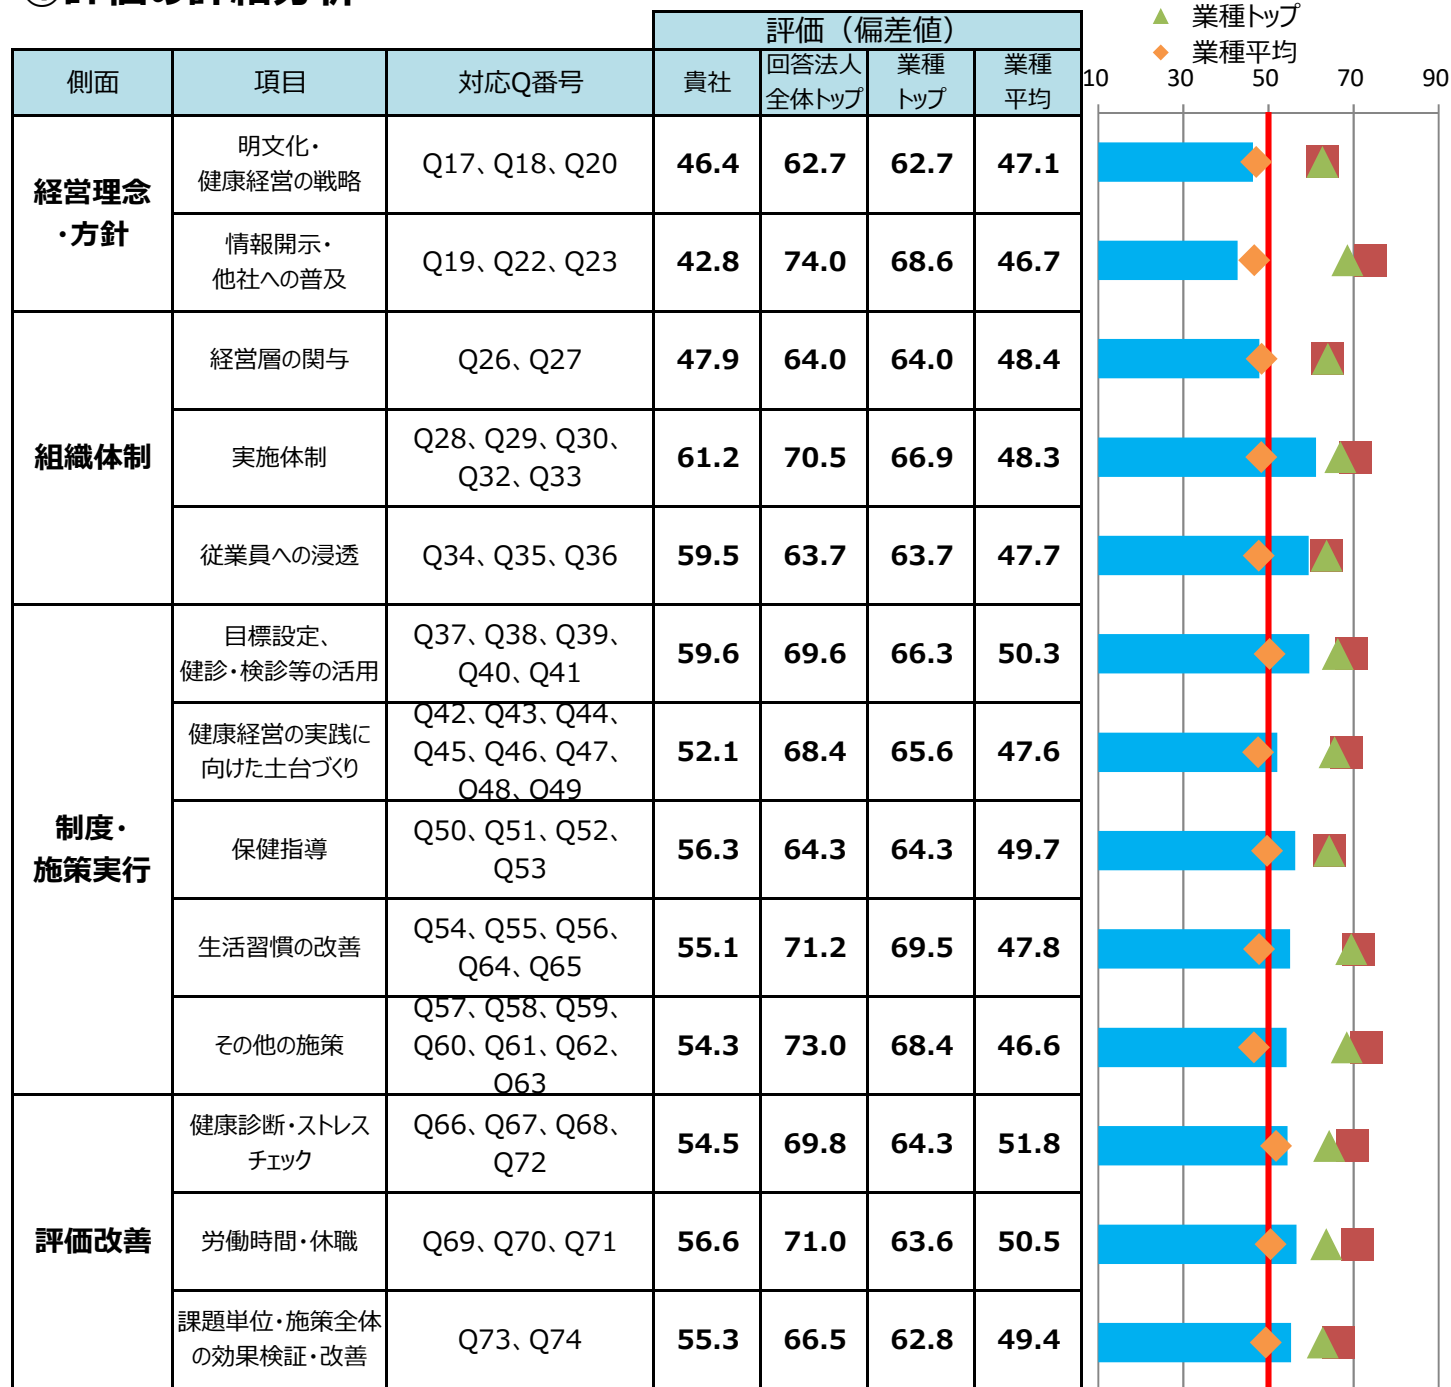 ②評価の詳細分析
▲ 業種トップ
◆ 業種平均
評価（偏差値）
側面 項目 対応Q番号 貴社 回答法人 業種 業種
全体トップ トップ 平均
10 30 50 70 90
経営理念
・方針
明文化・
健康経営の戦略
Q17、Q18、Q20 46.4 62.7 62.7 47.1
情報開示・
他社への普及
Q19、Q22、Q23 42.8 74.0 68.6 46.7
組織体制
経営層の関与 Q26、Q27 47.9 64.0 64.0 48.4
実施体制
Q28、Q29、Q30、
Q32、Q33
61.2 70.5 66.9 48.3
従業員への浸透 Q34、Q35、Q36 59.5 63.7 63.7 47.7
制度・
施策実行
目標設定、
健診・検診等の活用
Q37、Q38、Q39、
Q40、Q41
59.6 69.6 66.3 50.3
健康経営の実践に
向けた土台づくり
Q42、Q43、Q44、
Q45、Q46、Q47、
Q48、Q49
52.1 68.4 65.6 47.6
保健指導
Q50、Q51、Q52、
Q53
56.3 64.3 64.3 49.7
生活習慣の改善
Q54、Q55、Q56、
Q64、Q65
55.1 71.2 69.5 47.8
その他の施策
Q57、Q58、Q59、
Q60、Q61、Q62、
Q63
54.3 73.0 68.4 46.6
評価改善
健康診断・ストレス
チェック
Q66、Q67、Q68、
Q72
54.5 69.8 64.3 51.8
労働時間・休職 Q69、Q70、Q71 56.6 71.0 63.6 50.5
課題単位・施策全体
の効果検証・改善
Q73、Q74 55.3 66.5 62.8 49.4